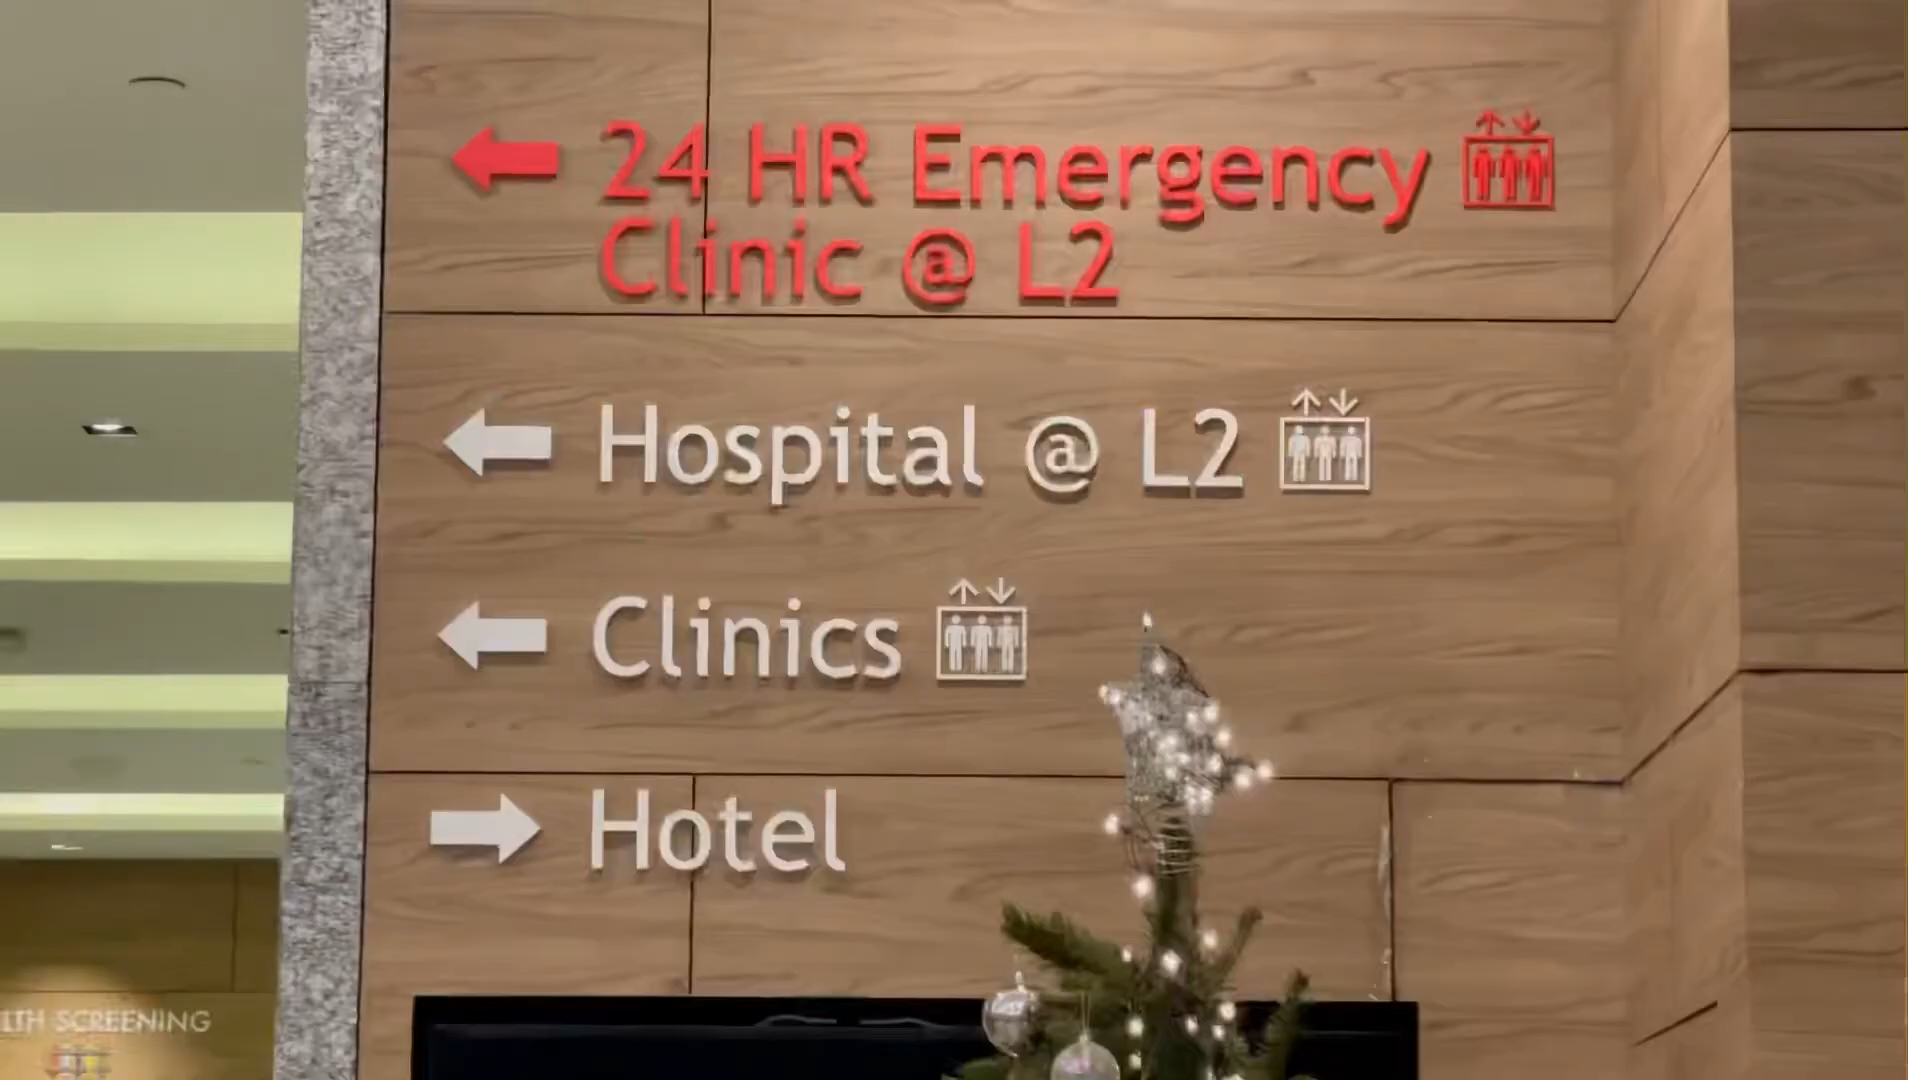 24 HR Emergency
Clinic @ L2
Hospital @ L2
Clinics
Hotel
LTH SCREENING